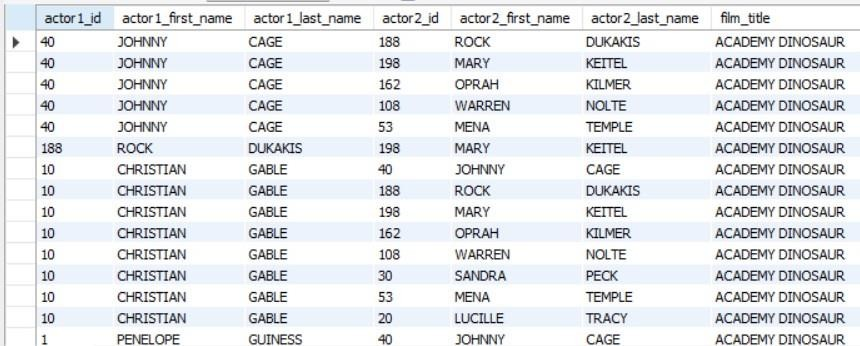 actor1_id actor1_first_name actor1_last_name actor2_id actor2_first_name actor2_last_name film_title
40 JOHNNY CAGE 188 ROCK DUKAKIS ACADEMY DINOSAUR
40 JOHNNY CAGE 198 MARY KEITEL ACADEMY DINOSAUR
40 JOHNNY CAGE 162 OPRAH KILMER ACADEMY DINOSAUR
40 JOHNNY CAGE 108 WARREN NOLTE ACADEMY DINOSAUR
40 JOHNNY CAGE 53 MENA TEMPLE ACADEMY DINOSAUR
188 ROCK DUKAKIS 198 MARY KEITEL ACADEMY DINOSAUR
10 CHRISTIAN GABLE 40 JOHNNY CAGE ACADEMY DINOSAUR
10 CHRISTIAN GABLE 188 ROCK DUKAKIS ACADEMY DINOSAUR
10 CHRISTIAN GABLE 198 MARY KEITEL ACADEMY DINOSAUR
10 CHRISTIAN GABLE 162 OPRAH KILMER ACADEMY DINOSAUR
10 CHRISTIAN GABLE 108 WARREN NOLTE ACADEMY DINOSAUR
10 CHRISTIAN GABLE 30 SANDRA PECK ACADEMY DINOSAUR
10 CHRISTIAN GABLE 53 MENA TEMPLE ACADEMY DINOSAUR
10 CHRISTIAN GABLE 20 LUCILLE TRACY ACADEMY DINOSAUR
1 PENELOPE GUINESS 40 JOHNNY CAGE ACADEMY DINOSAUR